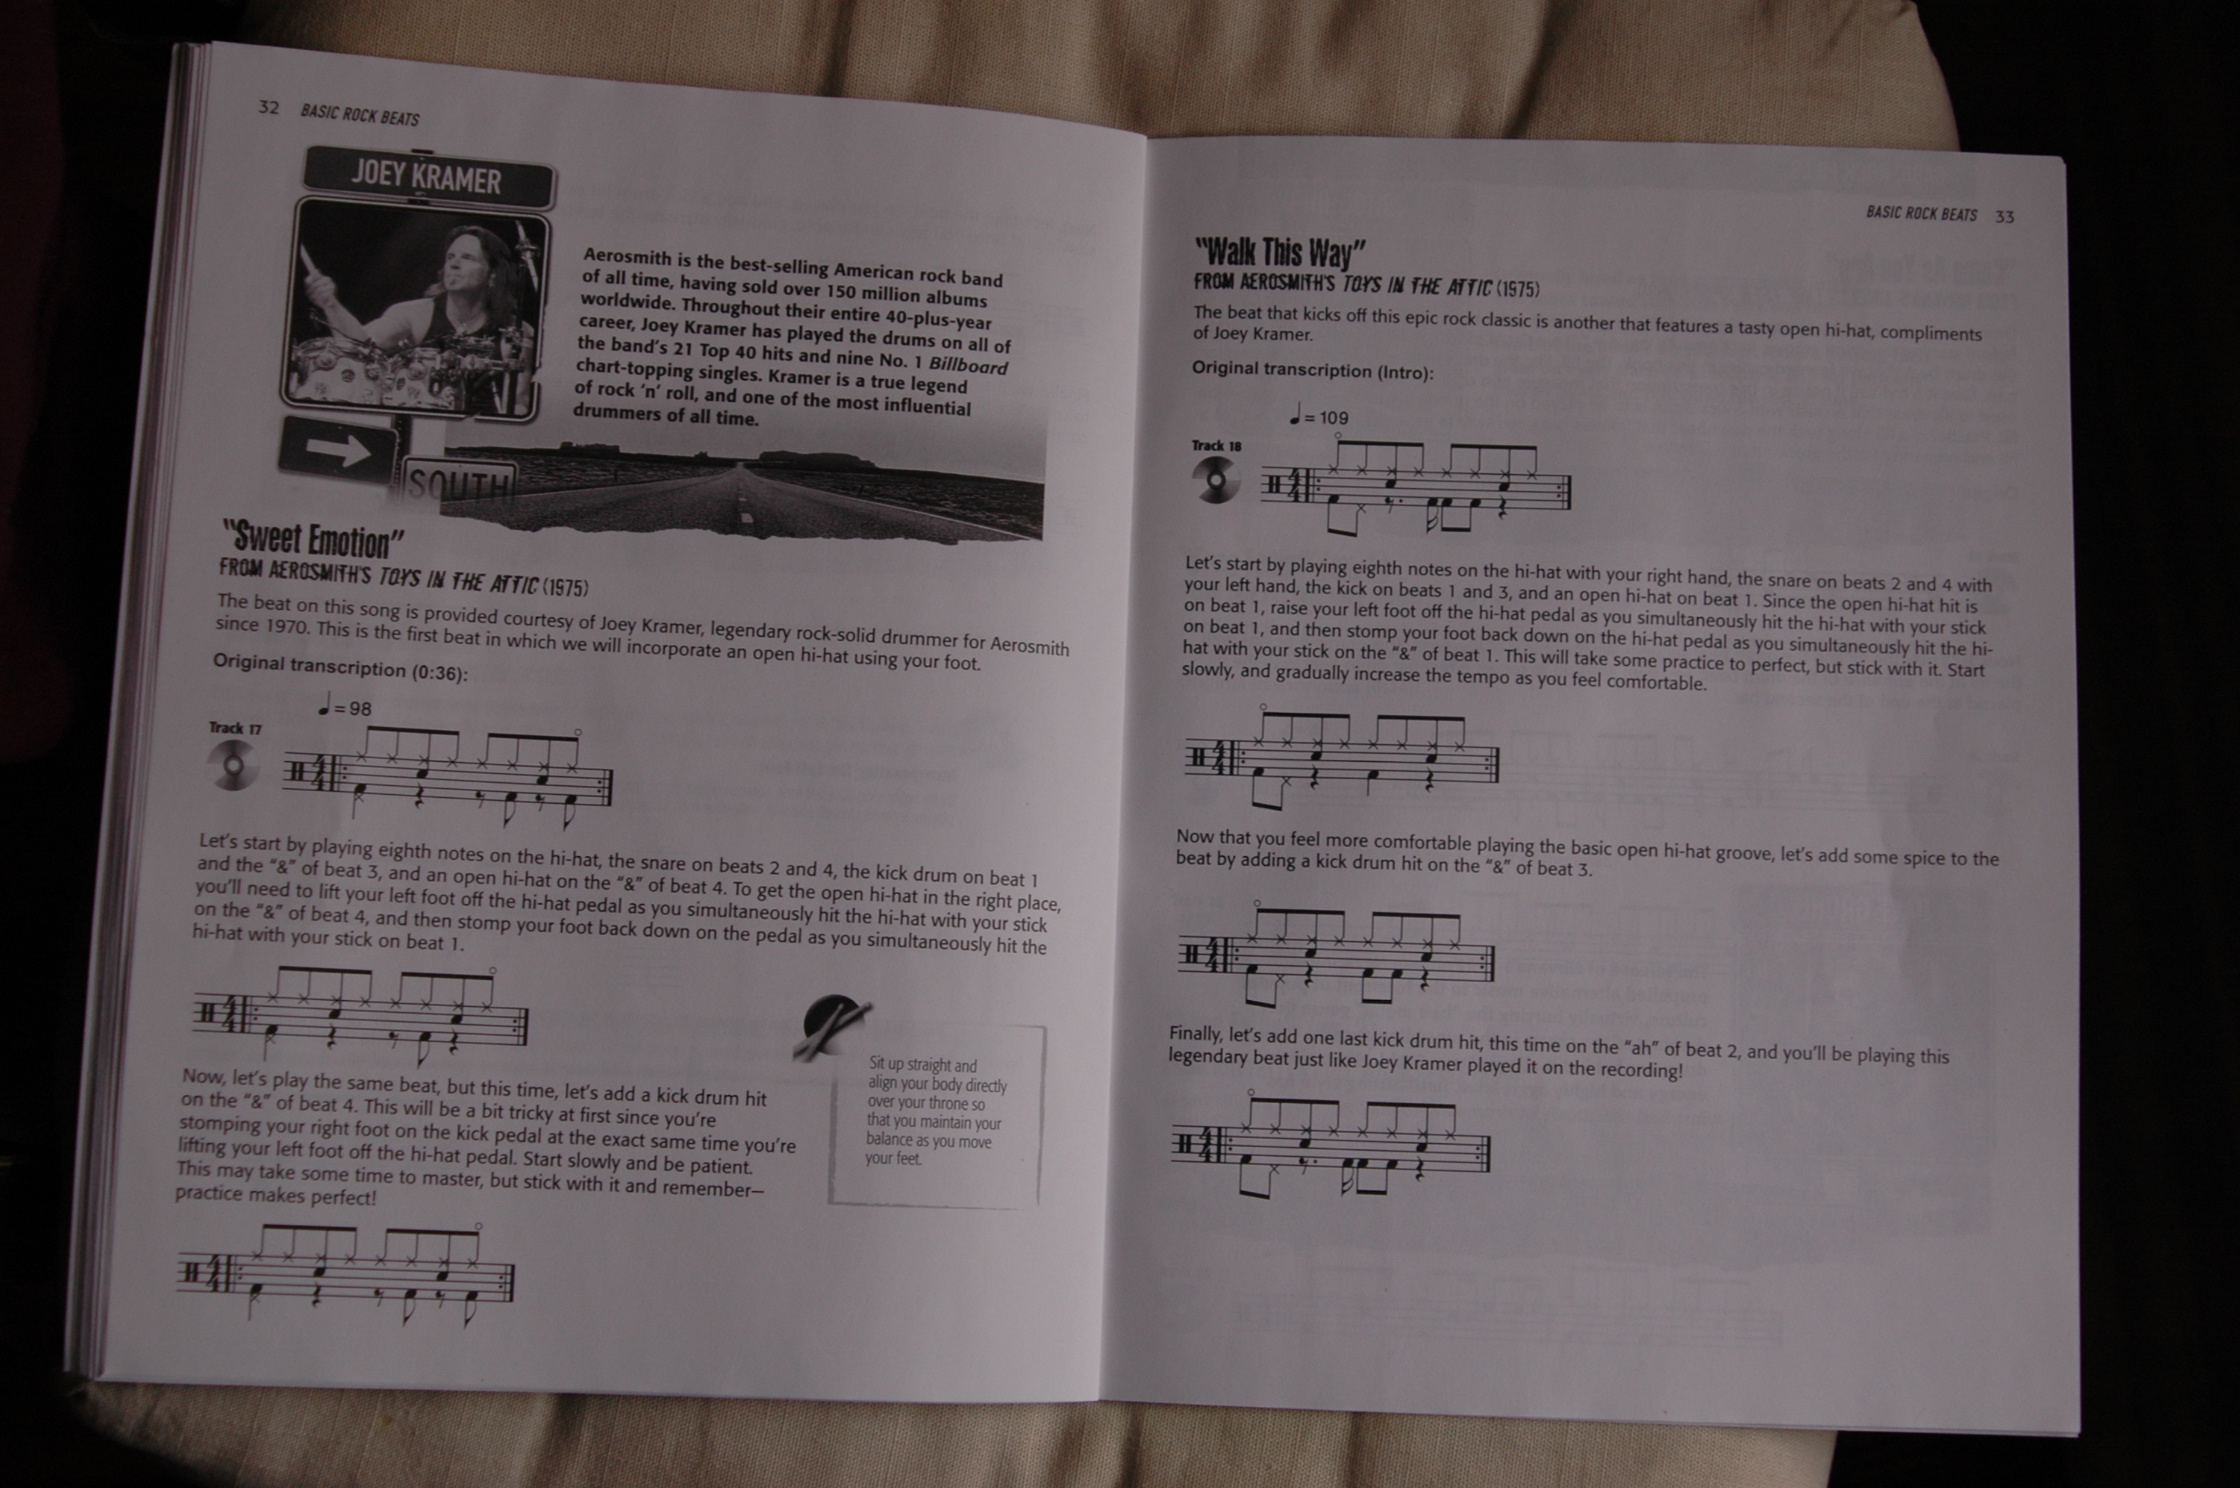 32 BASIC ROCK BEATS
JOEY KRAMER
Aerosmith is the best-selling American rock band
of all time, having sold over 150 million albums
worldwide. Throughout their entire 40-plus-year
career, Joey Kramer has played the drums on all of
the band's 21 Top 40 hits and nine No. 1 Billboard
chart-topping singles. Kramer is a true legend
of rock 'n' roll, and one of the most influential
drummers of all time.
SOUTH
"Sweet Emotion"
FROM AEROSMITH'S TOYS IN THE ATTIC (1975)
The beat on this song is provided courtesy of Joey Kramer, legendary rock-solid drummer for Aerosmith
since 1970. This is the first beat in which we will incorporate an open hi-hat using your foot.
Original transcription (0:36):
♩= 98
Track 17
4
4
Let's start by playing eighth notes on the hi-hat, the snare on beats 2 and 4, the kick drum on beat 1
and the "&" of beat 3, and an open hi-hat on the "&" of beat 4. To get the open hi-hat in the right place,
you'll need to lift your left foot off the hi-hat pedal as you simultaneously hit the hi-hat with your stick
on the "&" of beat 4, and then stomp your foot back down on the pedal as you simultaneously hit the
hi-hat with your stick on beat 1.
4
4
Now, let's play the same beat, but this time, let's add a kick drum hit
on the "&" of beat 4. This will be a bit tricky at first since you're
stomping your right foot on the kick pedal at the exact same time you're
lifting your left foot off the hi-hat pedal. Start slowly and be patient.
This may take some time to master, but stick with it and remember—
practice makes perfect!
Sit up straight and
align your body directly
over your throne so
that you maintain your
balance as you move
your feet.
4
4
BASIC ROCK BEATS 33
"Walk This Way"
FROM AEROSMITH'S TOYS IN THE ATTIC (1975)
The beat that kicks off this epic rock classic is another that features a tasty open hi-hat, compliments
of Joey Kramer.
Original transcription (Intro):
♩= 109
Track 18
4
4
Let's start by playing eighth notes on the hi-hat with your right hand, the snare on beats 2 and 4 with
your left hand, the kick on beats 1 and 3, and an open hi-hat on beat 1. Since the open hi-hat hit is
on beat 1, raise your left foot off the hi-hat pedal as you simultaneously hit the hi-hat with your stick
on beat 1, and then stomp your foot back down on the hi-hat pedal as you simultaneously hit the hi-
hat with your stick on the "&" of beat 1. This will take some practice to perfect, but stick with it. Start
slowly, and gradually increase the tempo as you feel comfortable.
4
4
Now that you feel more comfortable playing the basic open hi-hat groove, let's add some spice to the
beat by adding a kick drum hit on the "&" of beat 3.
4
4
Finally, let's add one last kick drum hit, this time on the "ah" of beat 2, and you'll be playing this
legendary beat just like Joey Kramer played it on the recording!
4
4